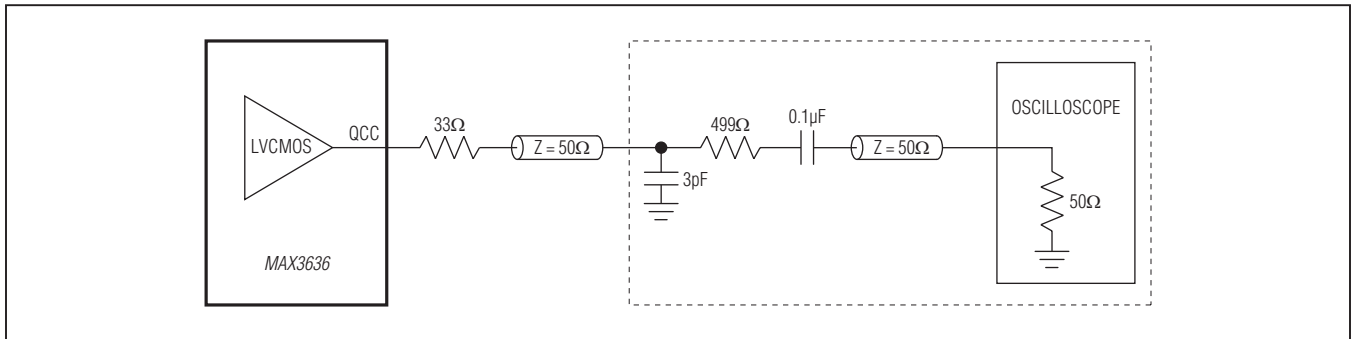 LVCMOS
QCC
33Ω
Z = 50Ω
3pF
499Ω
0.1µF
Z = 50Ω
OSCILLOSCOPE
50Ω
MAX3636